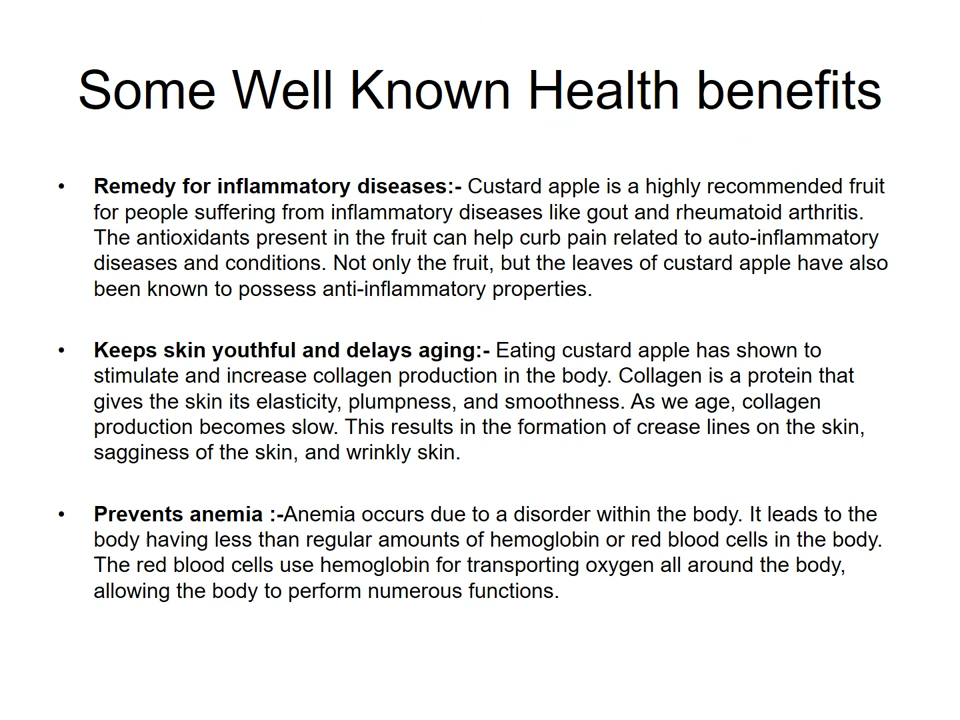 Some Well Known Health benefits
• Remedy for inflammatory diseases:- Custard apple is a highly recommended fruit
for people suffering from inflammatory diseases like gout and rheumatoid arthritis.
The antioxidants present in the fruit can help curb pain related to auto-inflammatory
diseases and conditions. Not only the fruit, but the leaves of custard apple have also
been known to possess anti-inflammatory properties.
• Keeps skin youthful and delays aging:- Eating custard apple has shown to
stimulate and increase collagen production in the body. Collagen is a protein that
gives the skin its elasticity, plumpness, and smoothness. As we age, collagen
production becomes slow. This results in the formation of crease lines on the skin,
sagginess of the skin, and wrinkly skin.
• Prevents anemia :-Anemia occurs due to a disorder within the body. It leads to the
body having less than regular amounts of hemoglobin or red blood cells in the body.
The red blood cells use hemoglobin for transporting oxygen all around the body,
allowing the body to perform numerous functions.